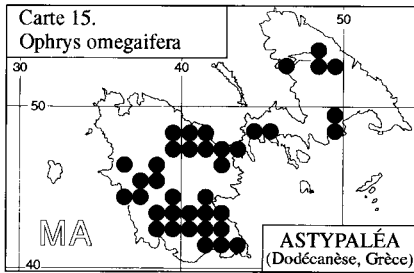 Carte 15.
Ophrys omegaifera
30 40 50
50
MA
ASTYPALÉA
(Dodécanèse, Grèce)
40